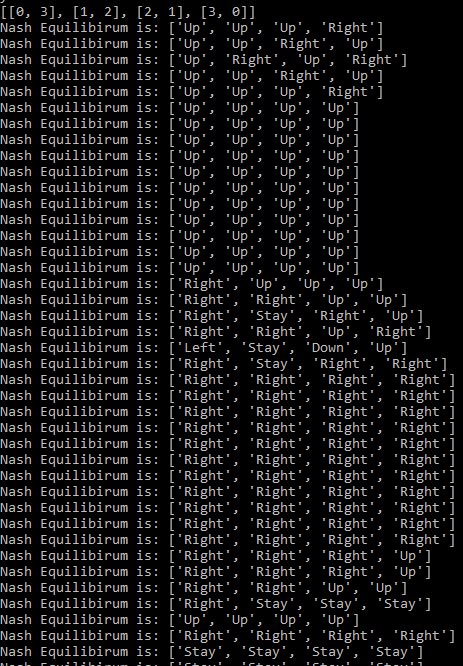 [[0, 3], [1, 2], [2, 1], [3, 0]]
Nash Equilibirum is: ['Up', 'Up', 'Up', 'Right']
Nash Equilibirum is: ['Up', 'Up', 'Right', 'Up']
Nash Equilibirum is: ['Up', 'Right', 'Up', 'Right']
Nash Equilibirum is: ['Up', 'Up', 'Right', 'Up']
Nash Equilibirum is: ['Up', 'Up', 'Up', 'Right']
Nash Equilibirum is: ['Up', 'Up', 'Up', 'Up']
Nash Equilibirum is: ['Up', 'Up', 'Up', 'Up']
Nash Equilibirum is: ['Up', 'Up', 'Up', 'Up']
Nash Equilibirum is: ['Up', 'Up', 'Up', 'Up']
Nash Equilibirum is: ['Up', 'Up', 'Up', 'Up']
Nash Equilibirum is: ['Up', 'Up', 'Up', 'Up']
Nash Equilibirum is: ['Up', 'Up', 'Up', 'Up']
Nash Equilibirum is: ['Up', 'Up', 'Up', 'Up']
Nash Equilibirum is: ['Up', 'Up', 'Up', 'Up']
Nash Equilibirum is: ['Up', 'Up', 'Up', 'Up']
Nash Equilibirum is: ['Up', 'Up', 'Up', 'Up']
Nash Equilibirum is: ['Right', 'Up', 'Up', 'Up']
Nash Equilibirum is: ['Right', 'Right', 'Up', 'Up']
Nash Equilibirum is: ['Right', 'Stay', 'Right', 'Up']
Nash Equilibirum is: ['Right', 'Right', 'Up', 'Right']
Nash Equilibirum is: ['Left', 'Stay', 'Down', 'Up']
Nash Equilibirum is: ['Right', 'Stay', 'Right', 'Right']
Nash Equilibirum is: ['Right', 'Right', 'Right', 'Right']
Nash Equilibirum is: ['Right', 'Right', 'Right', 'Right']
Nash Equilibirum is: ['Right', 'Right', 'Right', 'Right']
Nash Equilibirum is: ['Right', 'Right', 'Right', 'Right']
Nash Equilibirum is: ['Right', 'Right', 'Right', 'Right']
Nash Equilibirum is: ['Right', 'Right', 'Right', 'Right']
Nash Equilibirum is: ['Right', 'Right', 'Right', 'Right']
Nash Equilibirum is: ['Right', 'Right', 'Right', 'Right']
Nash Equilibirum is: ['Right', 'Right', 'Right', 'Right']
Nash Equilibirum is: ['Right', 'Right', 'Right', 'Right']
Nash Equilibirum is: ['Right', 'Right', 'Right', 'Right']
Nash Equilibirum is: ['Right', 'Right', 'Right', 'Up']
Nash Equilibirum is: ['Right', 'Right', 'Right', 'Up']
Nash Equilibirum is: ['Right', 'Right', 'Up', 'Up']
Nash Equilibirum is: ['Right', 'Stay', 'Stay', 'Stay']
Nash Equilibirum is: ['Up', 'Up', 'Up', 'Up']
Nash Equilibirum is: ['Right', 'Right', 'Right', 'Right']
Nash Equilibirum is: ['Stay', 'Stay', 'Stay', 'Stay']